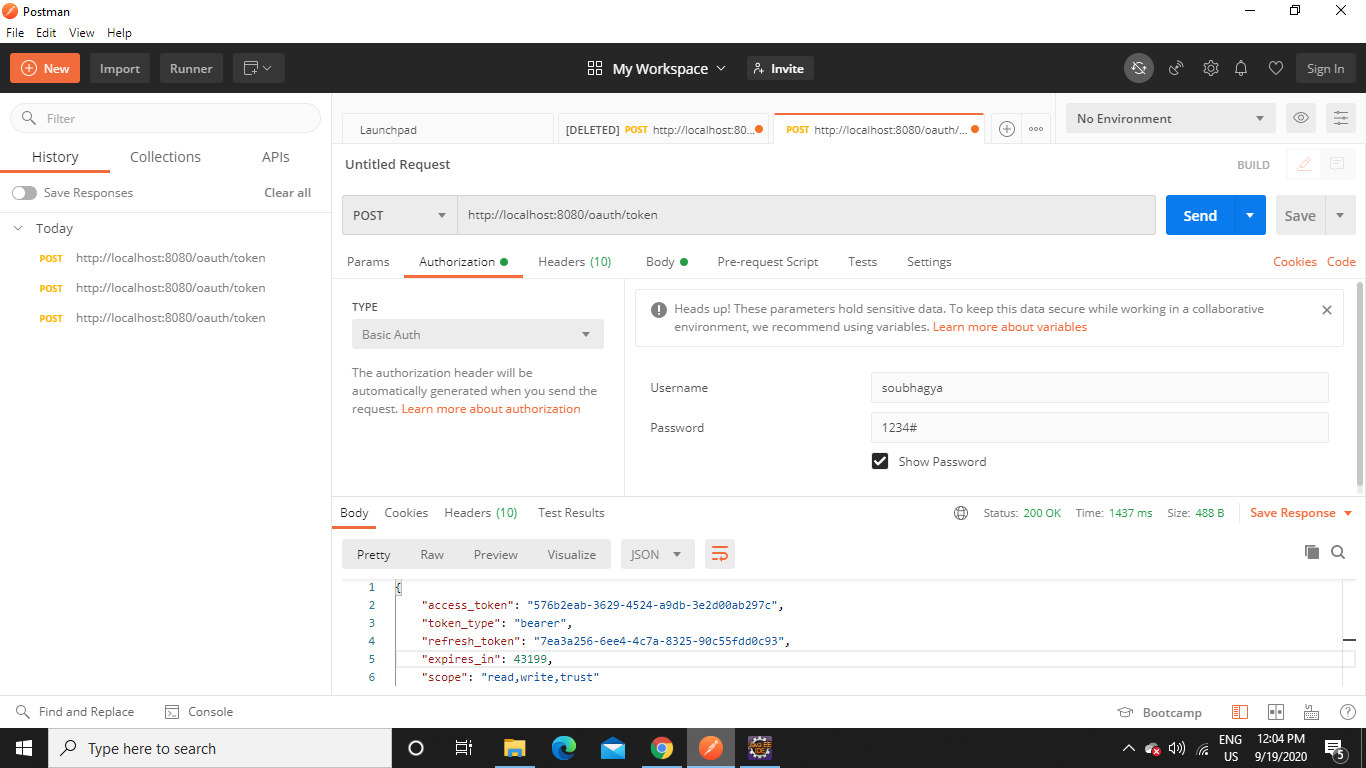 Postman
File Edit View Help
New Import Runner My Workspace Invite Sign In
Filter
History Collections APIs
Save Responses Clear all
Today
POST http://localhost:8080/oauth/token
POST http://localhost:8080/oauth/token
POST http://localhost:8080/oauth/token
Launchpad [DELETED] POST http://localhost:80... POST http://localhost:8080/oauth/... No Environment
Untitled Request BUILD
POST http://localhost:8080/oauth/token Send Save
Params Authorization Headers (10) Body Pre-request Script Tests Settings Cookies Code
TYPE
Basic Auth
The authorization header will be
automatically generated when you send the
request. Learn more about authorization
Heads up! These parameters hold sensitive data. To keep this data secure while working in a collaborative
environment, we recommend using variables. Learn more about variables
Username soubhagya
Password 1234#
Show Password
Body Cookies Headers (10) Test Results Status: 200 OK Time: 1437 ms Size: 488 B Save Response
Pretty Raw Preview Visualize JSON
1 {
2 "access_token": "576b2eab-3629-4524-a9db-3e2d00ab297c",
3 "token_type": "bearer",
4 "refresh_token": "7ea3a256-6ee4-4c7a-8325-90c55fdd0c93",
5 "expires_in": 43199,
6 "scope": "read,write,trust"
Find and Replace Console Bootcamp
Type here to search
ENG
US
12:04 PM
9/19/2020
5